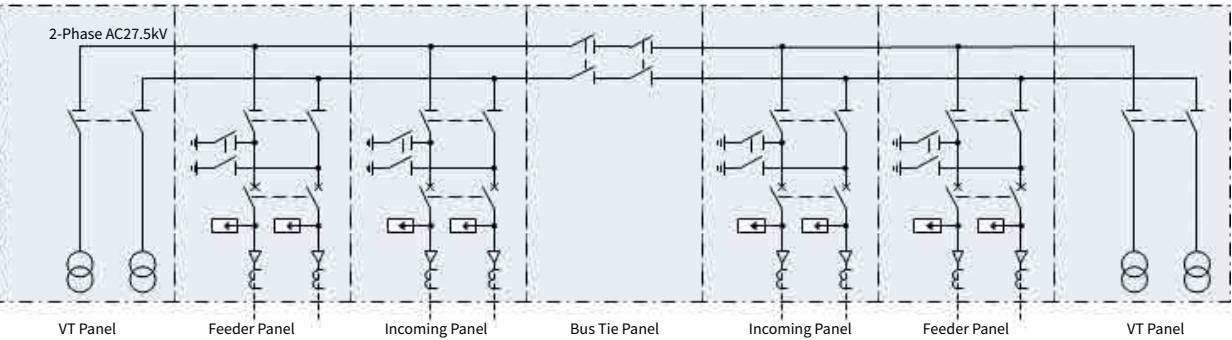 2-Phase AC27.5kV
VT Panel
Feeder Panel
Incoming Panel
Bus Tie Panel
Incoming Panel
Feeder Panel
VT Panel